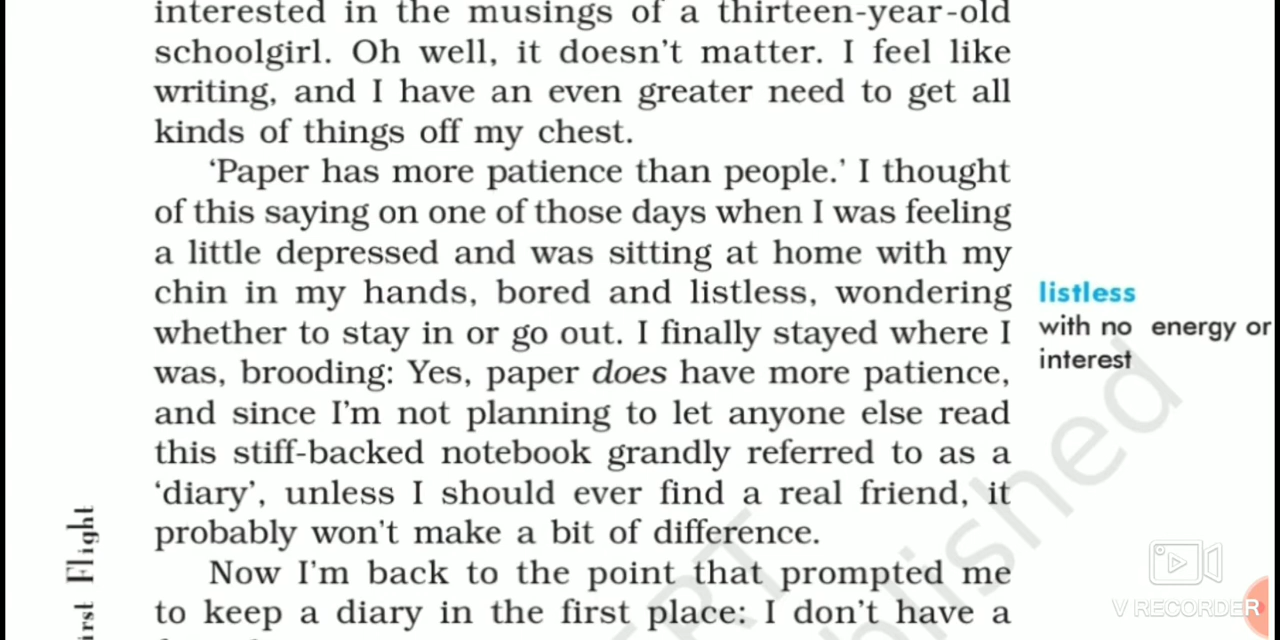 interested in the musings of a thirteen-year-old
schoolgirl. Oh well, it doesn't matter. I feel like
writing, and I have an even greater need to get all
kinds of things off my chest.
'Paper has more patience than people.' I thought
of this saying on one of those days when I was feeling
a little depressed and was sitting at home with my
chin in my hands, bored and listless, wondering
whether to stay in or go out. I finally stayed where I
was, brooding: Yes, paper does have more patience,
and since I'm not planning to let anyone else read
this stiff-backed notebook grandly referred to as a
'diary', unless I should ever find a real friend, it
probably won't make a bit of difference.
Now I'm back to the point that prompted me
to keep a diary in the first place: I don't have a
listless
with no energy or
interest
irst Flight
RT
blished
V RECORDER